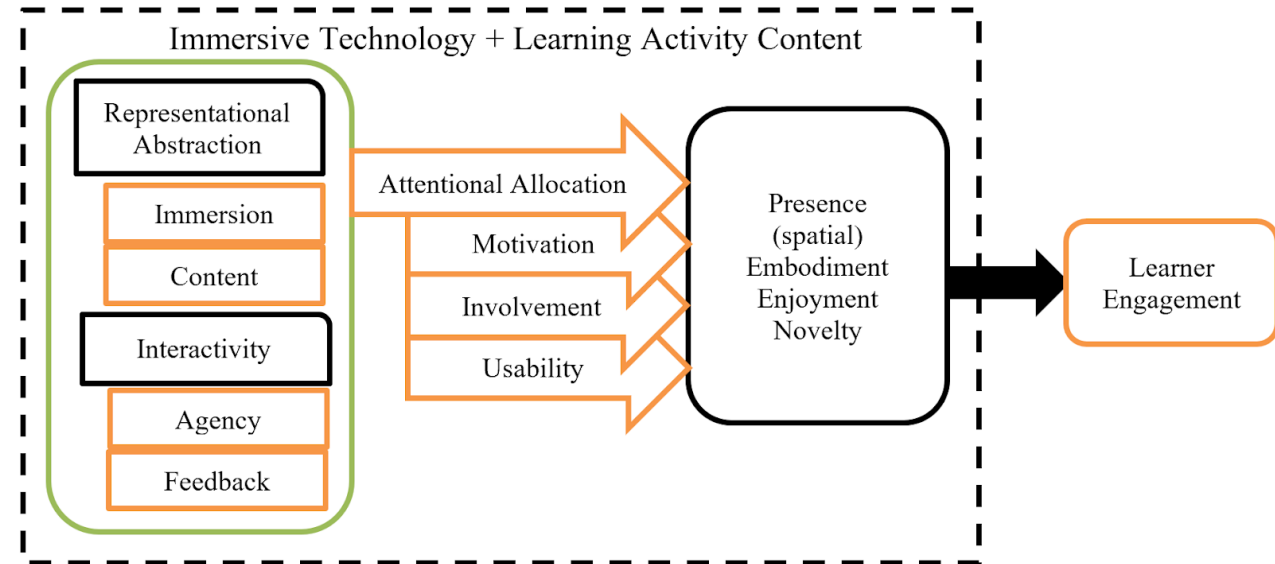 Immersive Technology + Learning Activity Content
Representational
Abstraction
Immersion
Content
Interactivity
Agency
Feedback
Attentional Allocation
Motivation
Involvement
Usability
Presence
(spatial)
Embodiment
Enjoyment
Novelty
Learner
Engagement